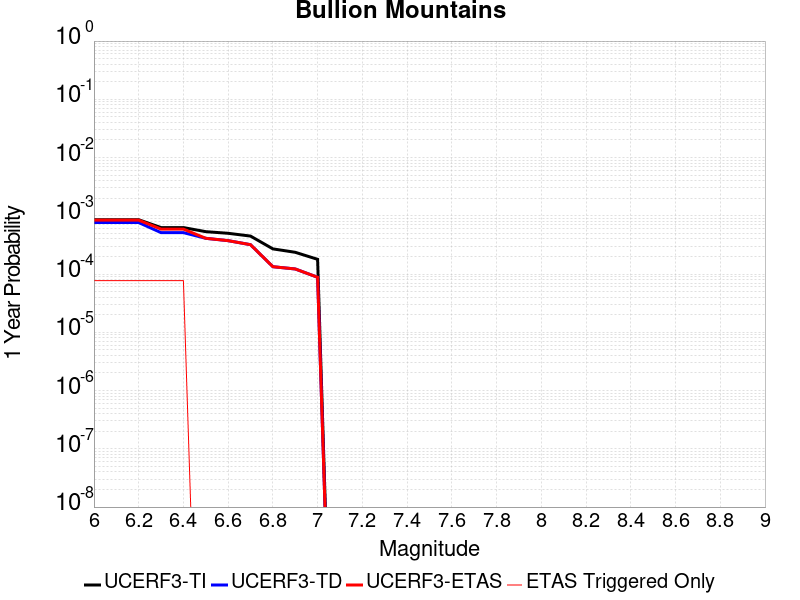 Bullion Mountains
10^0
10^-1
10^-2
10^-3
10^-4
10^-5
10^-6
10^-7
10^-8
1 Year Probability
6 6.2 6.4 6.6 6.8 7 7.2 7.4 7.6 7.8 8 8.2 8.4 8.6 8.8 9
Magnitude
UCERF3-TI UCERF3-TD UCERF3-ETAS ETAS Triggered Only